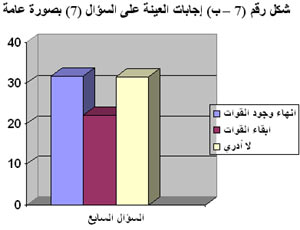 شكل رقم (7 – ب) إجابات العينة على السؤال (7) بصورة عامة
40
30
20
10
0
انهاء وجود القوات
ابقاء القوات
لا أدري
السؤال السابع